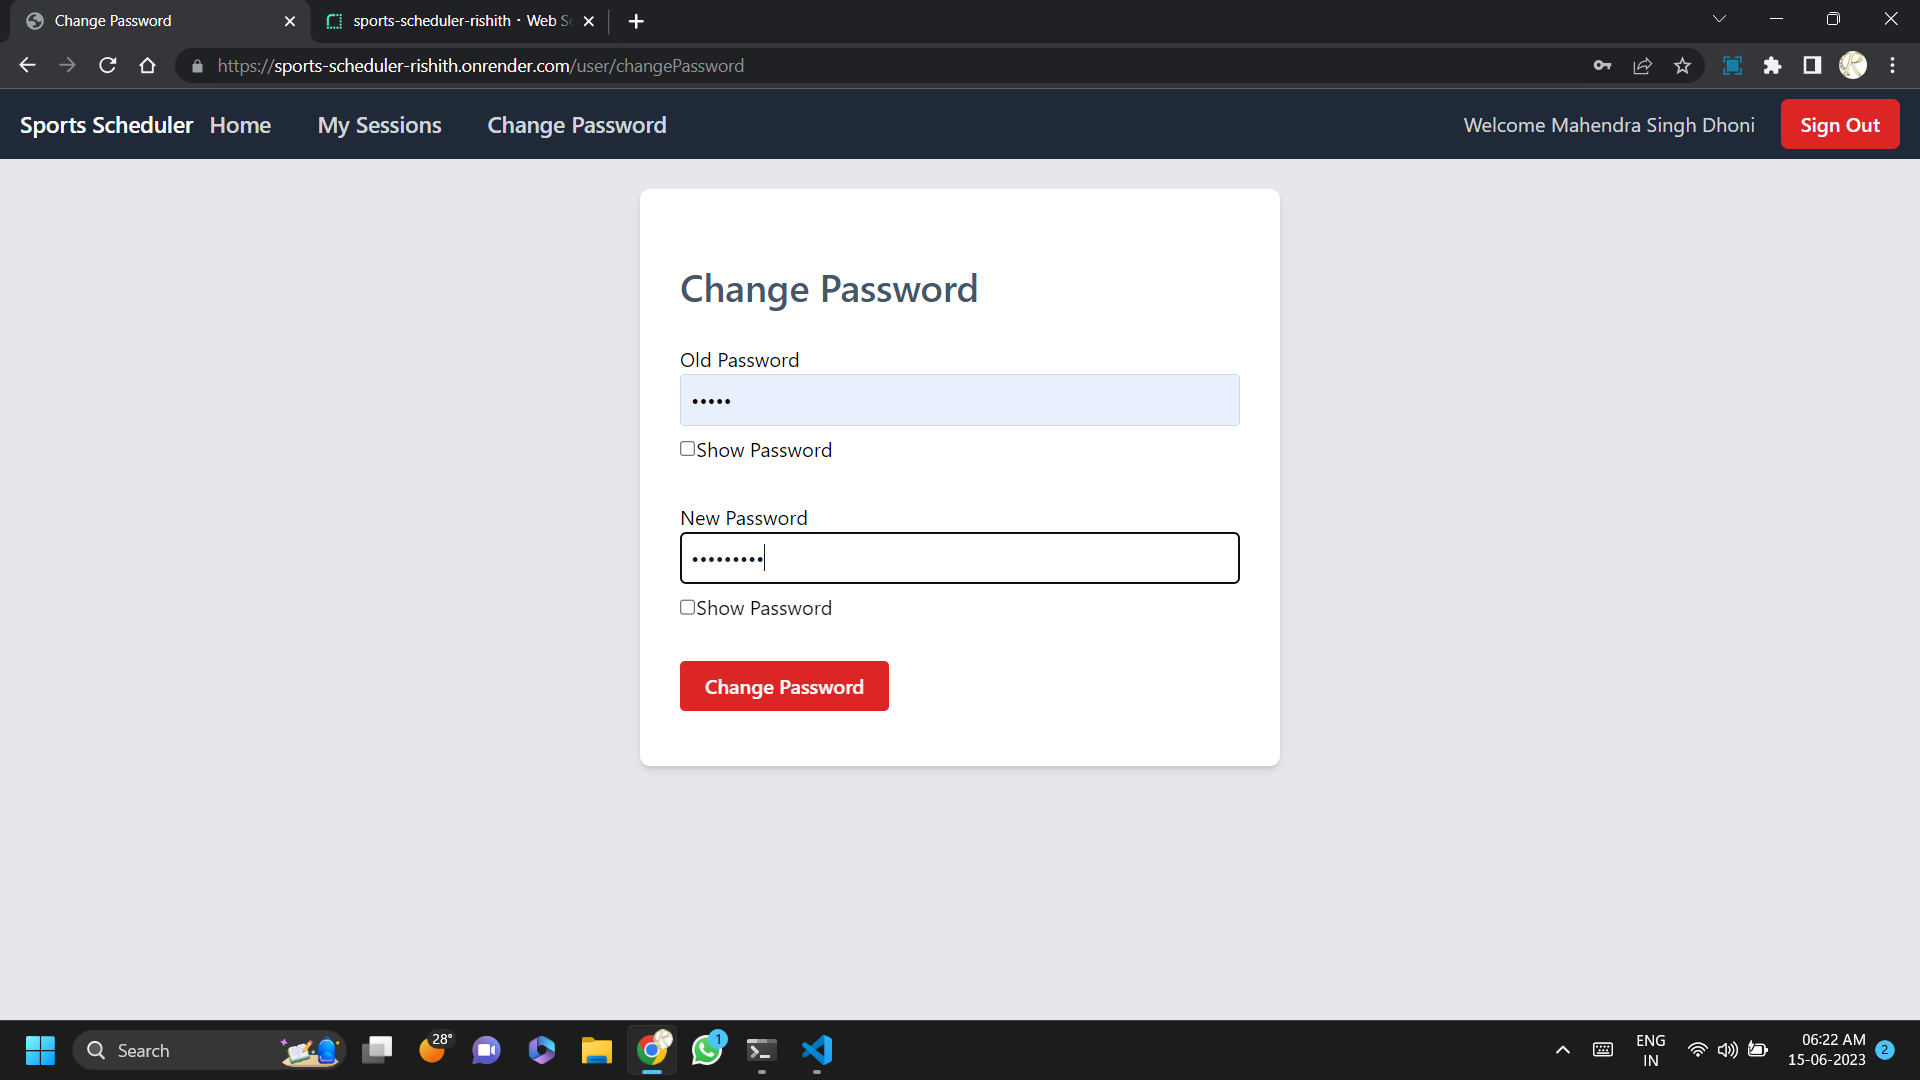 Change Password
sports-scheduler-rishith · Web Se
https://sports-scheduler-rishith.onrender.com/user/changePassword
Sports Scheduler Home My Sessions Change Password Welcome Mahendra Singh Dhoni Sign Out
Change Password
Old Password
•••••
Show Password
New Password
•••••••••
Show Password
Change Password
Search
28°
1
ENG
IN
06:22 AM
15-06-2023
2